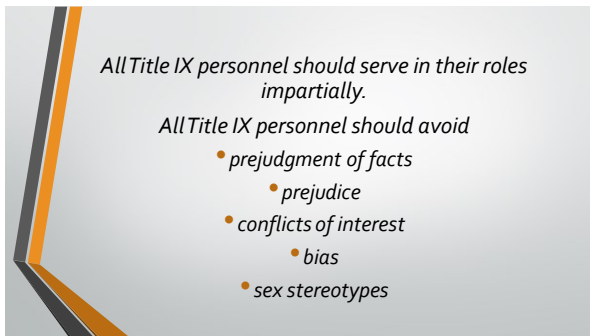 All Title IX personnel should serve in their roles
impartially.
All Title IX personnel should avoid
• prejudgment of facts
• prejudice
• conflicts of interest
• bias
• sex stereotypes